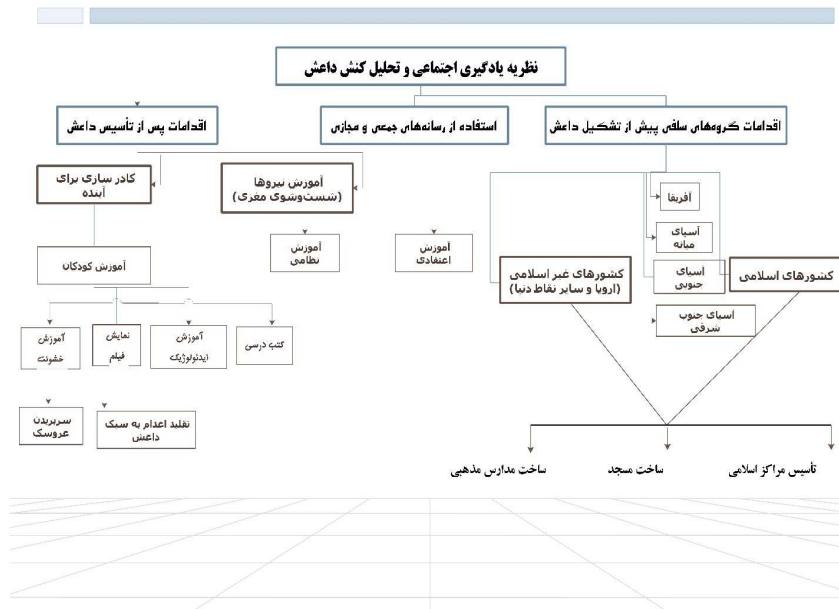 نظریه یادگیری اجتماعی و تحلیل کنش داعش
اقدامات گروه‌های سلفی پیش از تشکیل داعش
استفاده از رسانه‌های جمعی و مجازی
اقدامات پس از تأسیس داعش
آفریقا
آسیای
میانه
آسیای
جنوبی
آسیای جنوب
شرقی
کشورهای اسلامی
کشورهای غیر اسلامی
(اروپا و سایر نقاط دنیا)
تأسیس مراکز اسلامی
ساخت مسجد
ساخت مدارس مذهبی
آموزش نیروها
(شست‌وشوی مغزی)
آموزش
اعتقادی
آموزش
نظامی
کادر سازی برای
آینده
آموزش کودکان
کتب درسی
آموزش
ایدئولوژیک
نمایش
فیلم
آموزش
خشونت
تقلید اعدام به سبک
داعش
سربریدن
عروسک